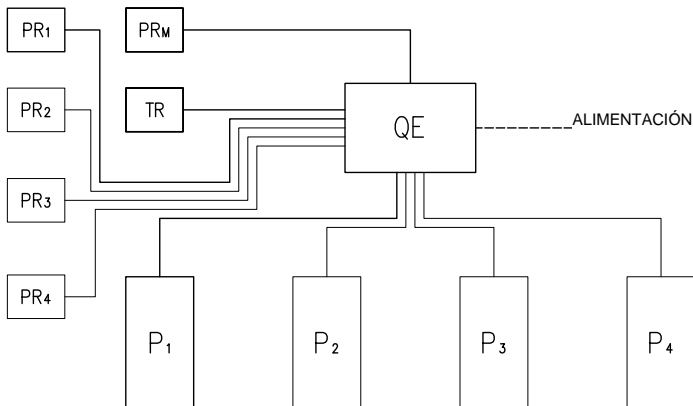 PR1
PRM
PR2
TR
QE
ALIMENTACIÓN
PR3
PR4
P1
P2
P3
P4